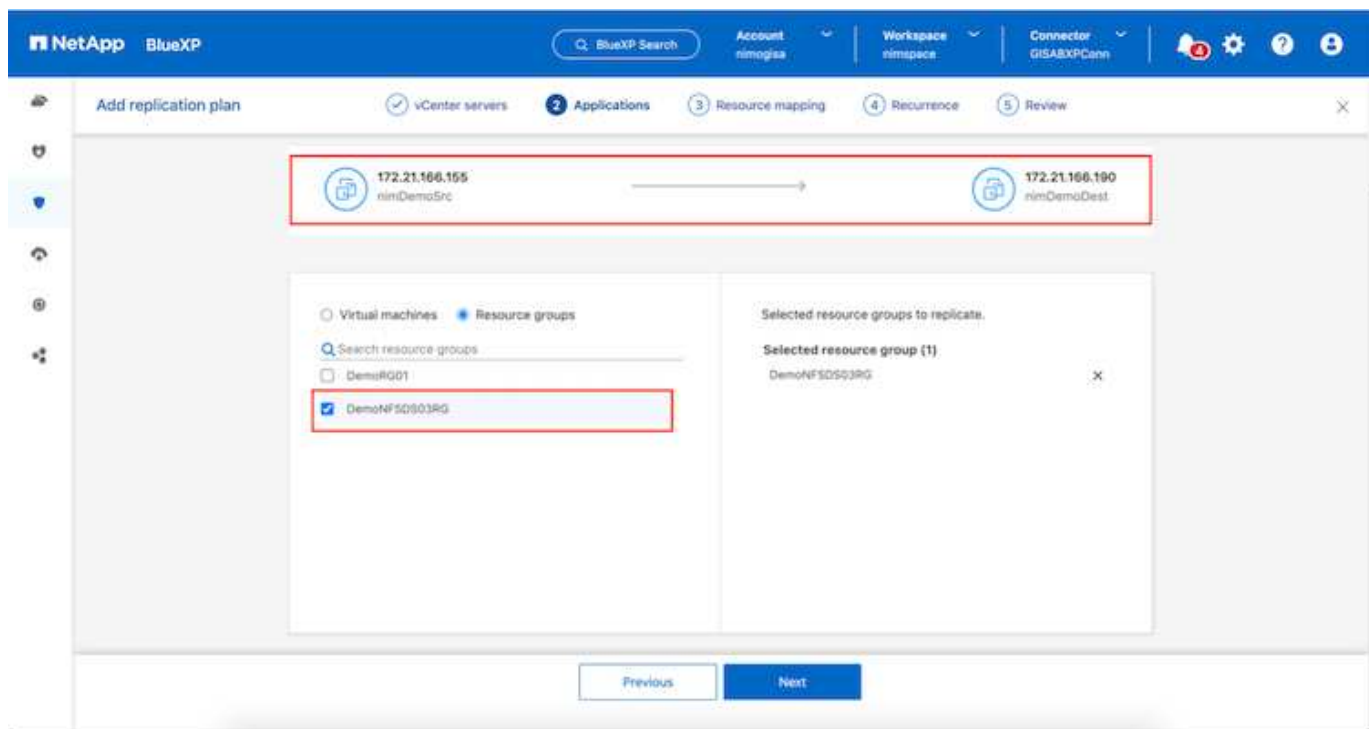 NetApp BlueXP
BlueXP Search
Account
nimogisa
Workspace
nimspace
Connector
GISABXPConn
4
Add replication plan
vCenter servers
2 Applications
3 Resource mapping
4 Recurrence
5 Review
172.21.166.155
nimDemoSrc
172.21.166.190
nimDemoDest
Virtual machines
Resource groups
Search resource groups
DemoRG01
DemoNFSDS03RG
Selected resource groups to replicate.
Selected resource group (1)
DemoNFSDS03RG
Previous
Next